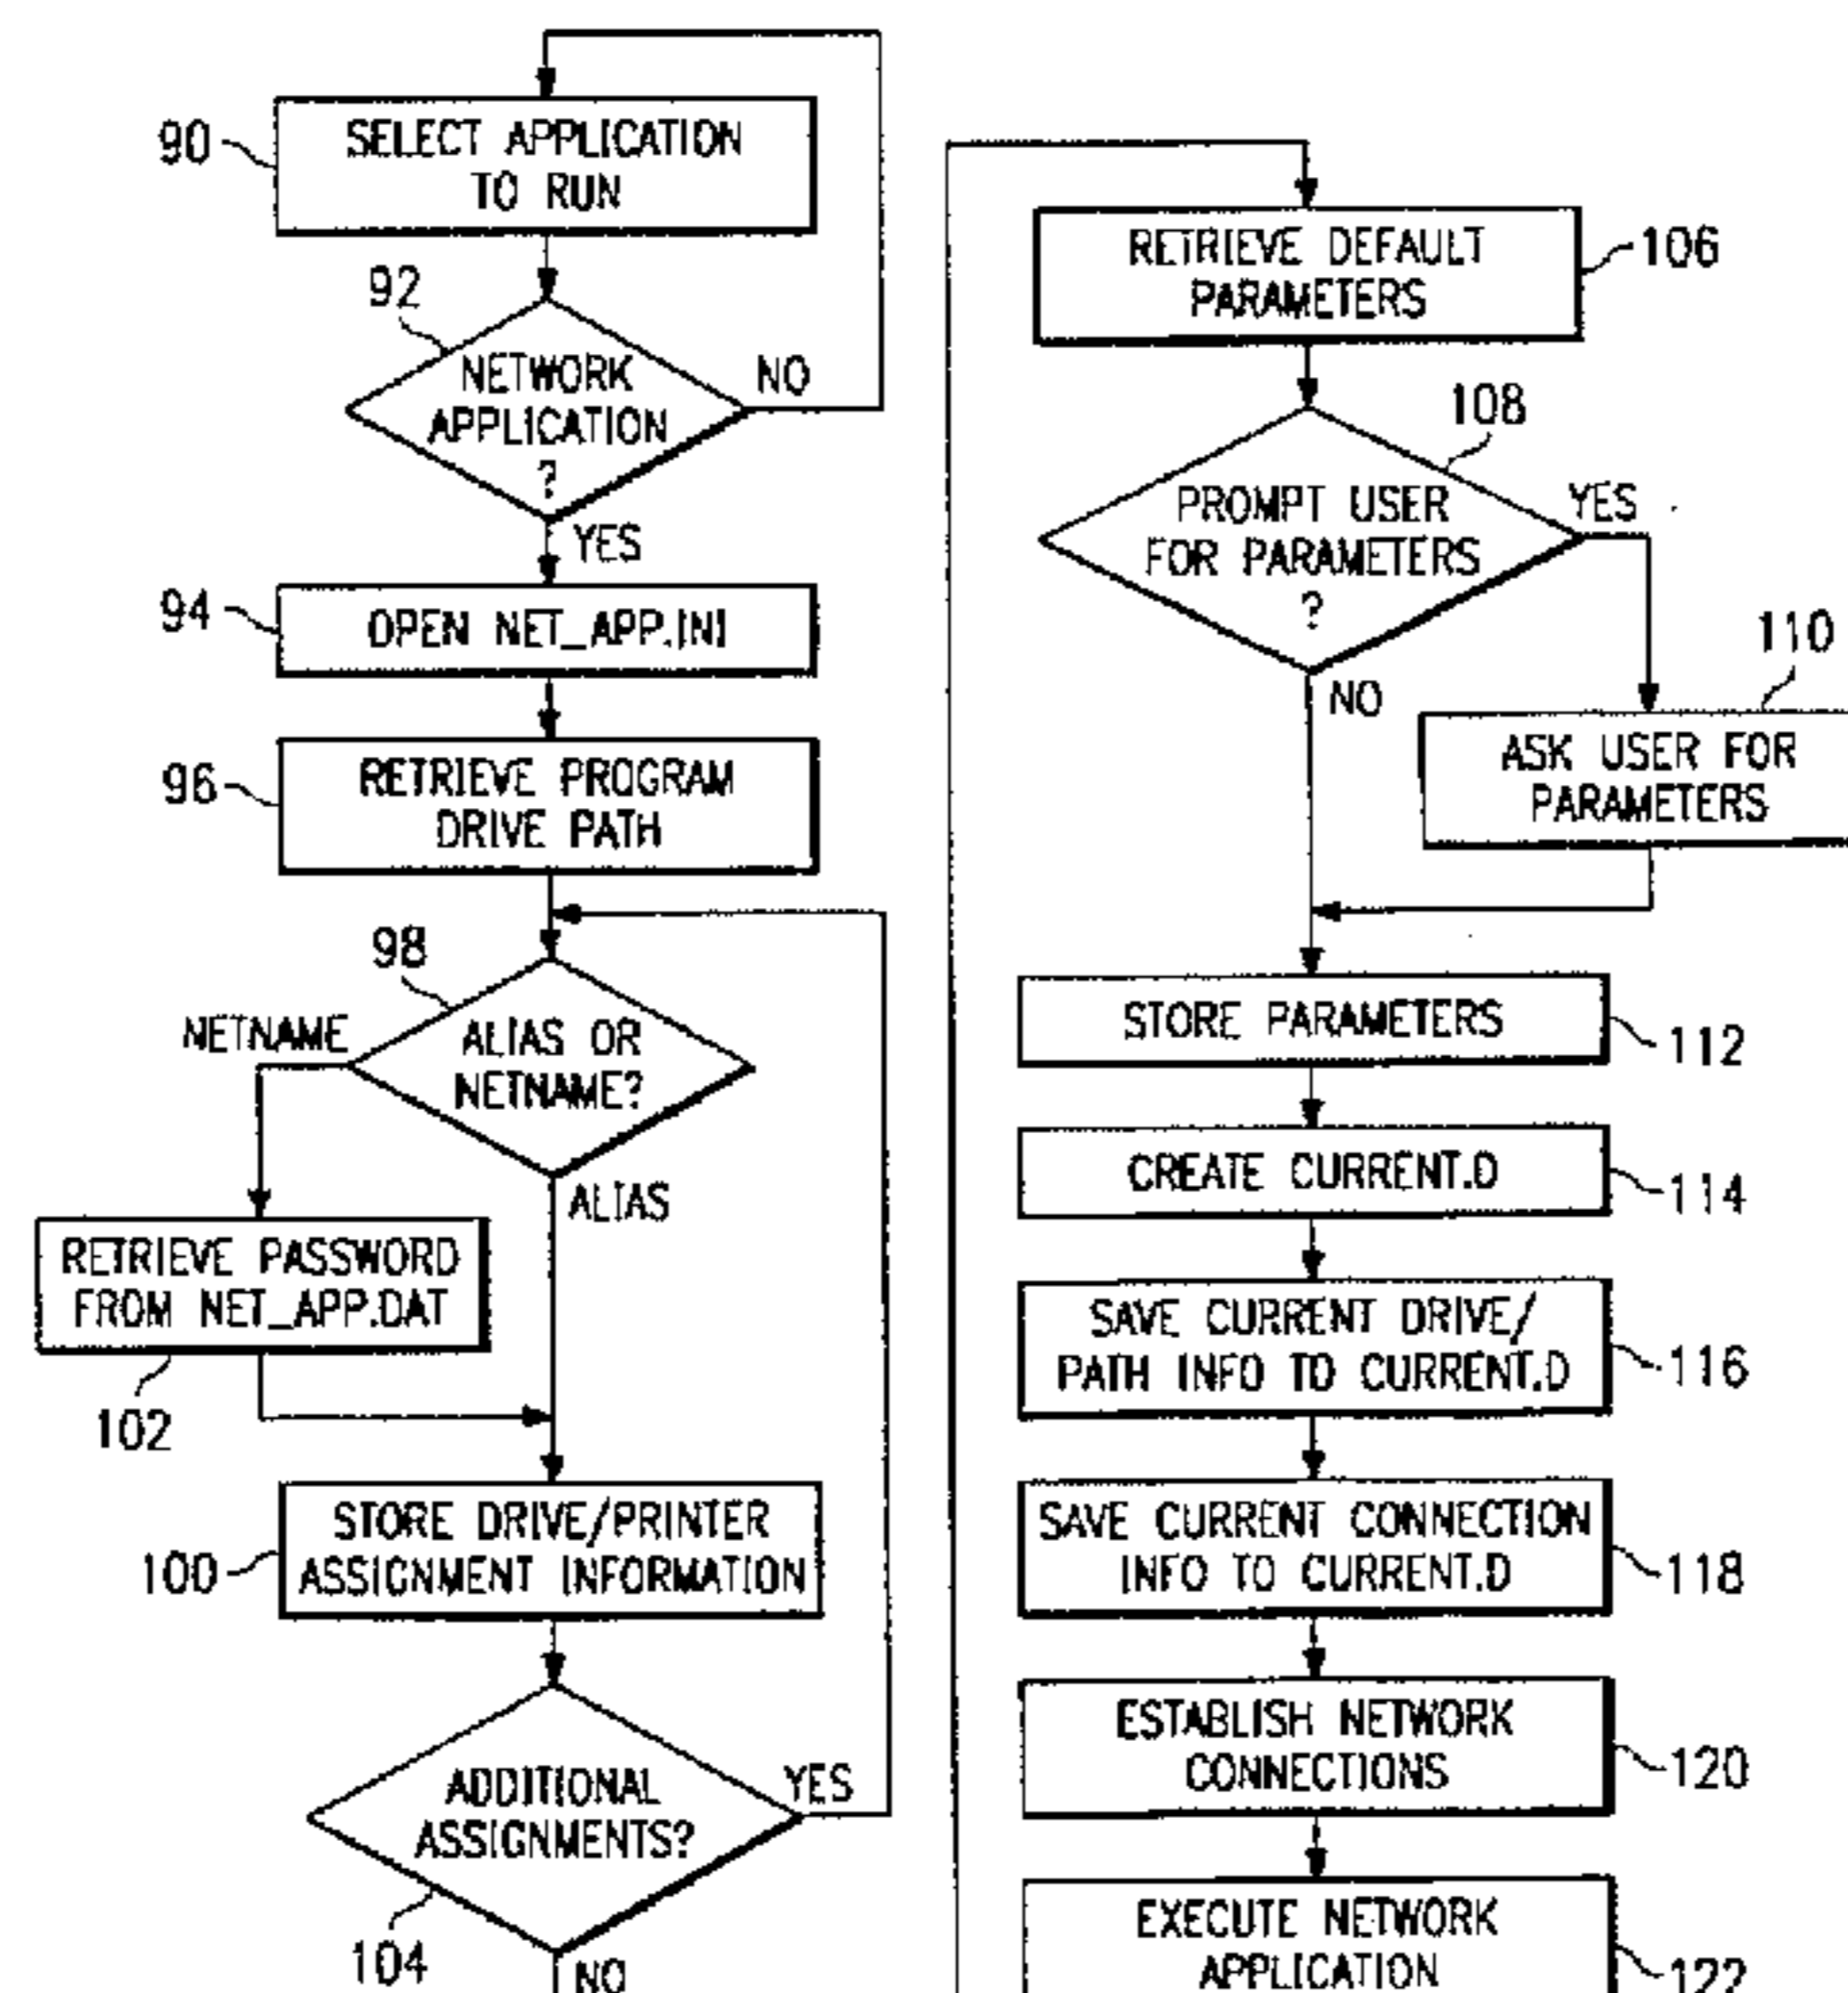 90
SELECT APPLICATION
TO RUN
92
NETWORK
APPLICATION
?
NO
YES
94
OPEN NET_APP.INI
96
RETRIEVE PROGRAM
DRIVE PATH
98
NETNAME
ALIAS OR
NETNAME?
ALIAS
RETRIEVE PASSWORD
FROM NET_APP.DAT
102
STORE DRIVE/PRINTER
ASSIGNMENT INFORMATION
100
ADDITIONAL
ASSIGNMENTS?
YES
104
NO
RETRIEVE DEFAULT
PARAMETERS
106
108
PROMPT USER
FOR PARAMETERS
?
YES
NO
110
ASK USER FOR
PARAMETERS
STORE PARAMETERS
112
CREATE CURRENT.D
114
SAVE CURRENT DRIVE/
PATH INFO TO CURRENT.D
116
SAVE CURRENT CONNECTION
INFO TO CURRENT.D
118
ESTABLISH NETWORK
CONNECTIONS
120
EXECUTE NETWORK
APPLICATION
122